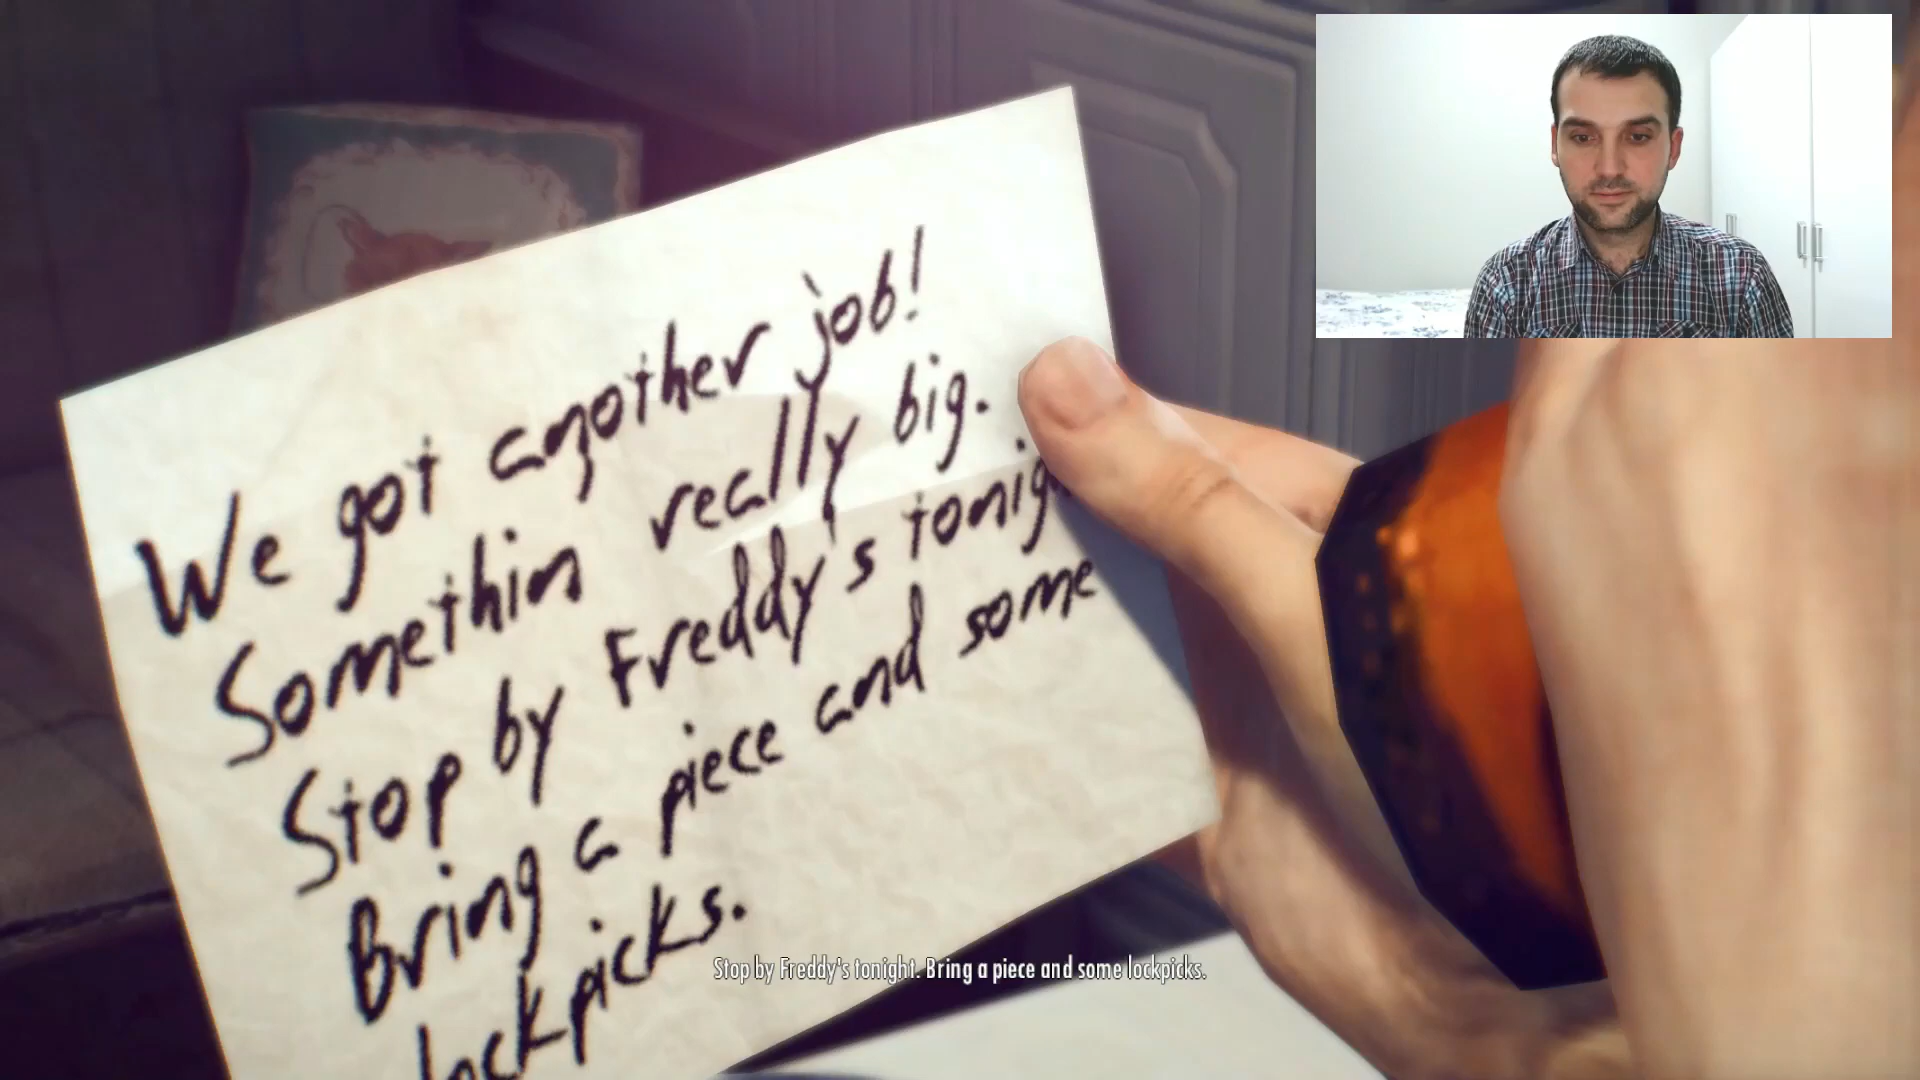 We got another job!
Somethin really big.
Stop by Freddy's tonig
Bring a piece and some
lockpicks.
Stop by Freddy's tonight. Bring a piece and some lockpicks.